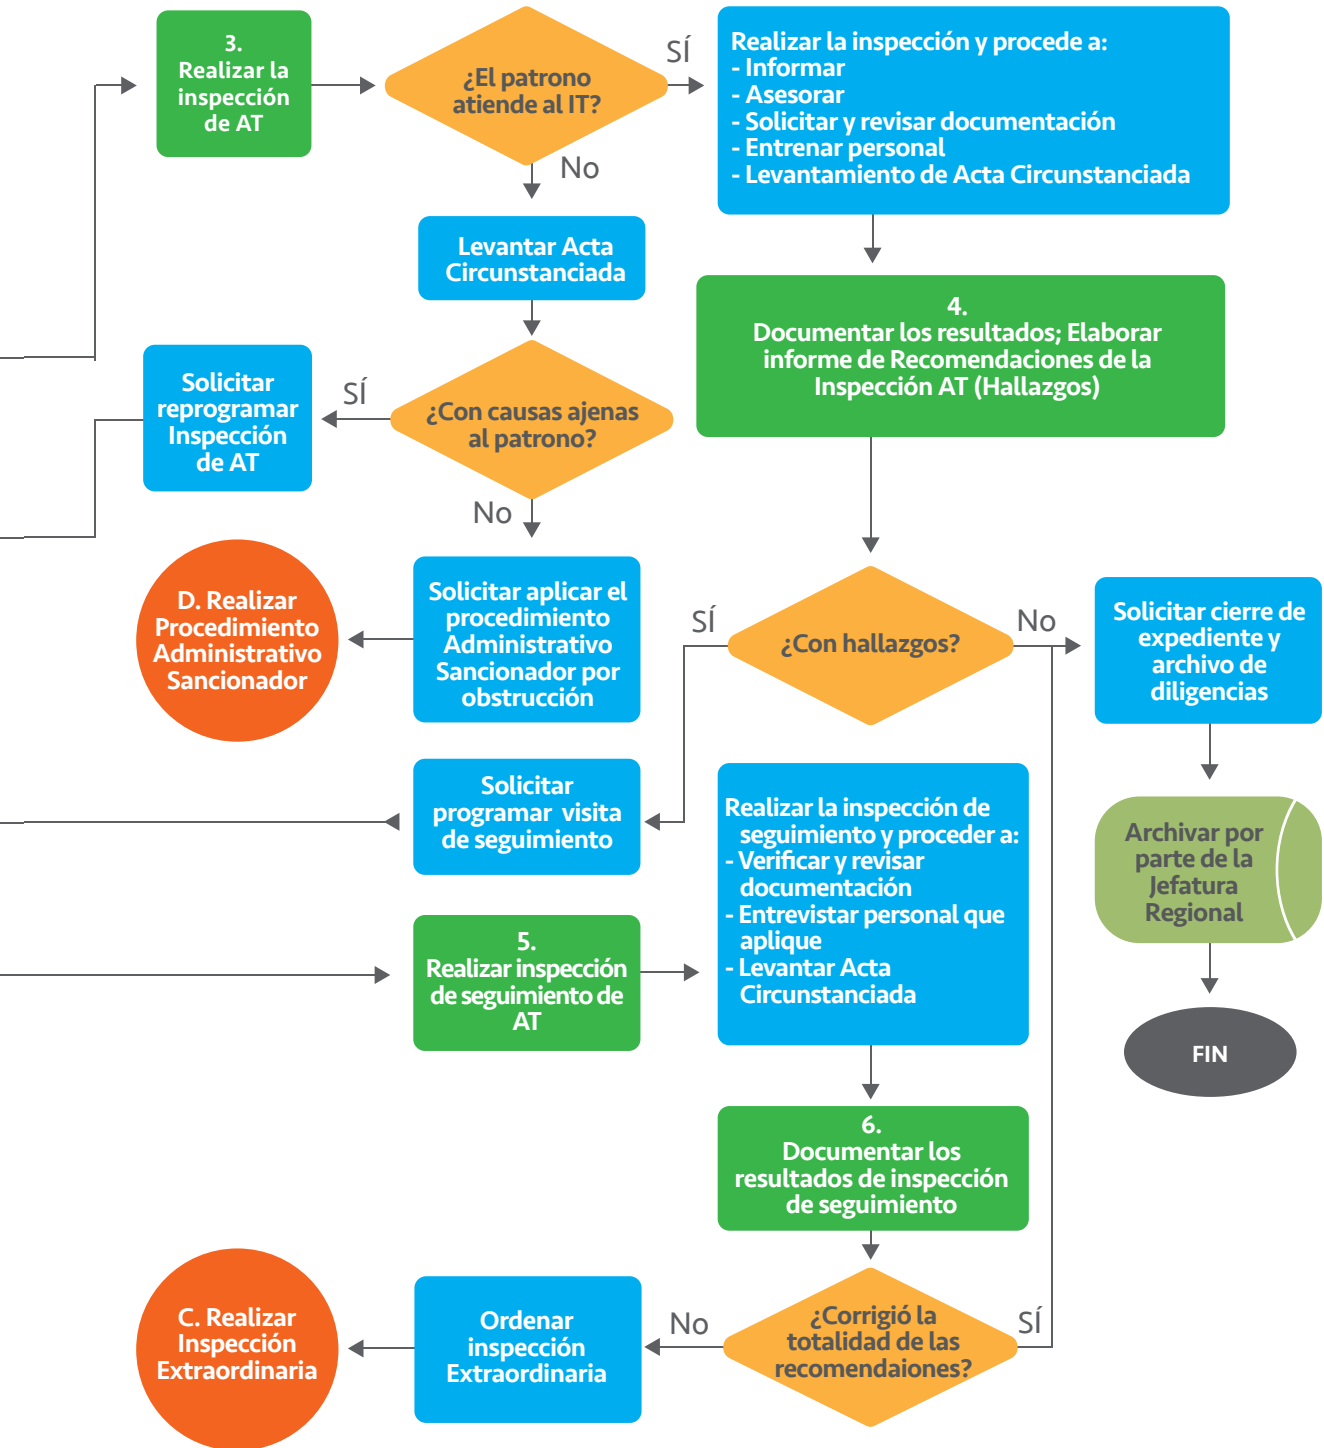 3.
Realizar la
inspección
de AT
¿El patrono
atiende al IT?
SÍ
No
Realizar la inspección y procede a:
- Informar
- Asesorar
- Solicitar y revisar documentación
- Entrenar personal
- Levantamiento de Acta Circunstanciada
Levantar Acta
Circunstanciada
4.
Documentar los resultados; Elaborar
informe de Recomendaciones de la
Inspección AT (Hallazgos)
¿Con causas ajenas
al patrono?
SÍ
No
Solicitar
reprogramar
Inspección
de AT
Solicitar aplicar el
procedimiento
Administrativo
Sancionador por
obstrucción
D. Realizar
Procedimiento
Administrativo
Sancionador
¿Con hallazgos?
SÍ
No
Solicitar cierre de
expediente y
archivo de
diligencias
Solicitar
programar visita
de seguimiento
Archivar por
parte de la
Jefatura
Regional
FIN
5.
Realizar inspección
de seguimiento de
AT
Realizar la inspección de
seguimiento y proceder a:
- Verificar y revisar
documentación
- Entrevistar personal que
aplique
- Levantar Acta
Circunstanciada
6.
Documentar los
resultados de inspección
de seguimiento
¿Corrigió la
totalidad de las
recomendaiones?
No
SÍ
Ordenar
inspección
Extraordinaria
C. Realizar
Inspección
Extraordinaria